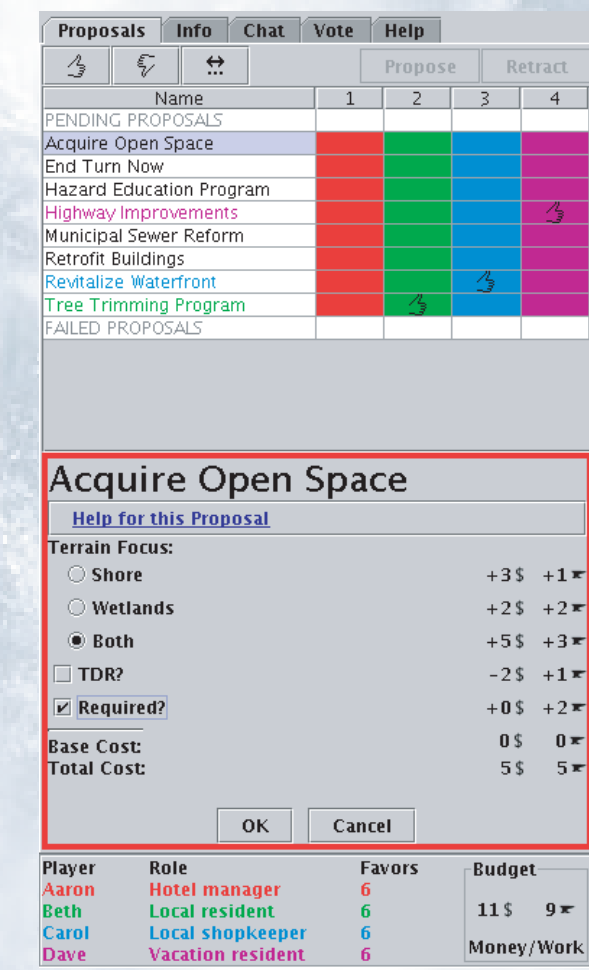 Proposals Info Chat Vote Help
Propose Retract
Name 1 2 3 4
PENDING PROPOSALS
Acquire Open Space
End Turn Now
Hazard Education Program
Highway Improvements
Municipal Sewer Reform
Retrofit Buildings
Revitalize Waterfront
Tree Trimming Program
FAILED PROPOSALS
Acquire Open Space
Help for this Proposal
Terrain Focus:
Shore +3$ +1
Wetlands +2$ +2
Both +5$ +3
TDR? -2$ +1
Required? +0$ +2
Base Cost: 0$ 0
Total Cost: 5$ 5
OK Cancel
Player Role Favors Budget
Aaron Hotel manager 6
Beth Local resident 6 11$ 9
Carol Local shopkeeper 6
Dave Vacation resident 6 Money/Work